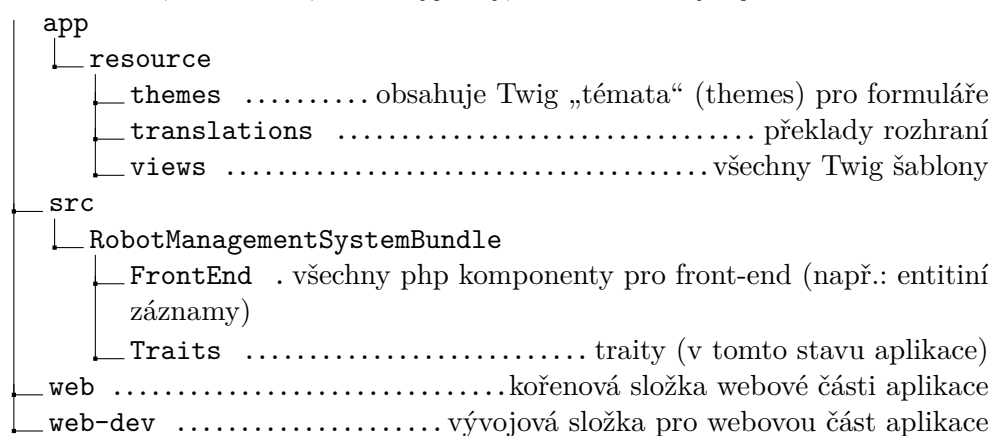 app
resource
themes .......... obsahuje Twig „témata“ (themes) pro formuláře
translations ................................. překlady rozhraní
views ...................................... všechny Twig šablony
src
RobotManagementSystemBundle
FrontEnd . všechny php komponenty pro front-end (např.: entitiní
záznamy)
Traits ........................... traity (v tomto stavu aplikace)
web ............................... kořenová složka webové části aplikace
web-dev ..................... vývojová složka pro webovou část aplikace